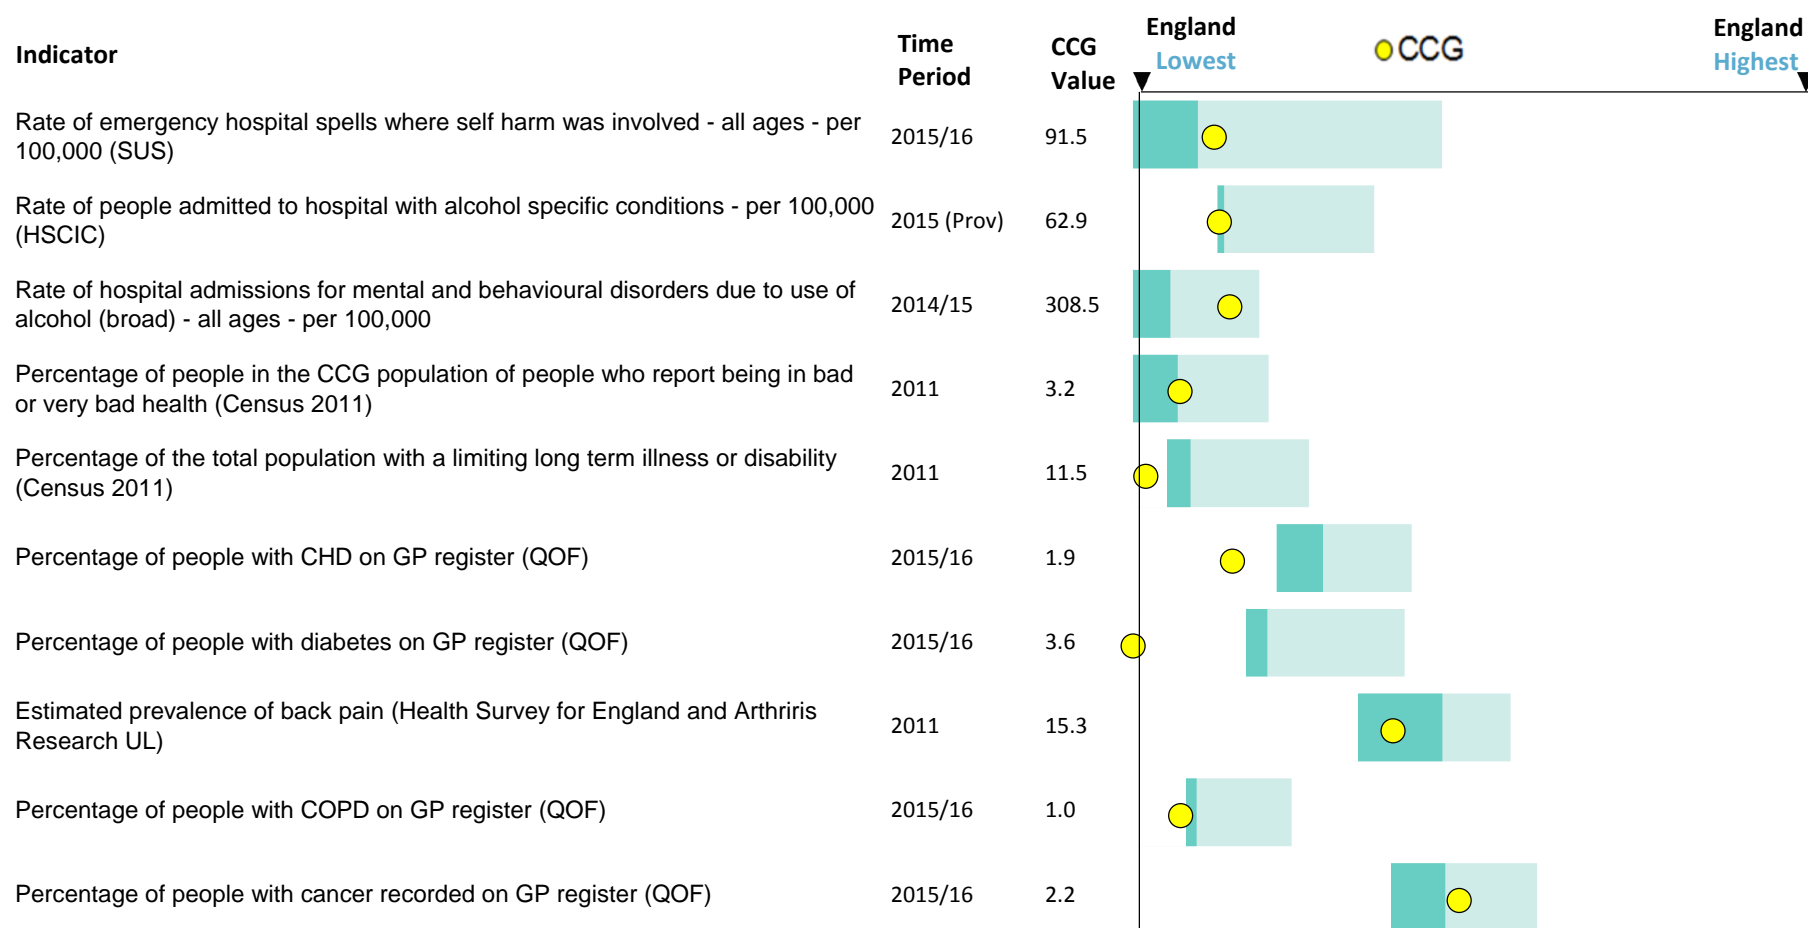 Indicator
Time
Period
CCG
Value
England
Lowest
CCG
England
Highest
Rate of emergency hospital spells where self harm was involved - all ages - per
100,000 (SUS)
2015/16
91.5
Rate of people admitted to hospital with alcohol specific conditions - per 100,000
(HSCIC)
2015 (Prov)
62.9
Rate of hospital admissions for mental and behavioural disorders due to use of
alcohol (broad) - all ages - per 100,000
2014/15
308.5
Percentage of people in the CCG population of people who report being in bad
or very bad health (Census 2011)
2011
3.2
Percentage of the total population with a limiting long term illness or disability
(Census 2011)
2011
11.5
Percentage of people with CHD on GP register (QOF)
2015/16
1.9
Percentage of people with diabetes on GP register (QOF)
2015/16
3.6
Estimated prevalence of back pain (Health Survey for England and Arthriris
Research UL)
2011
15.3
Percentage of people with COPD on GP register (QOF)
2015/16
1.0
Percentage of people with cancer recorded on GP register (QOF)
2015/16
2.2